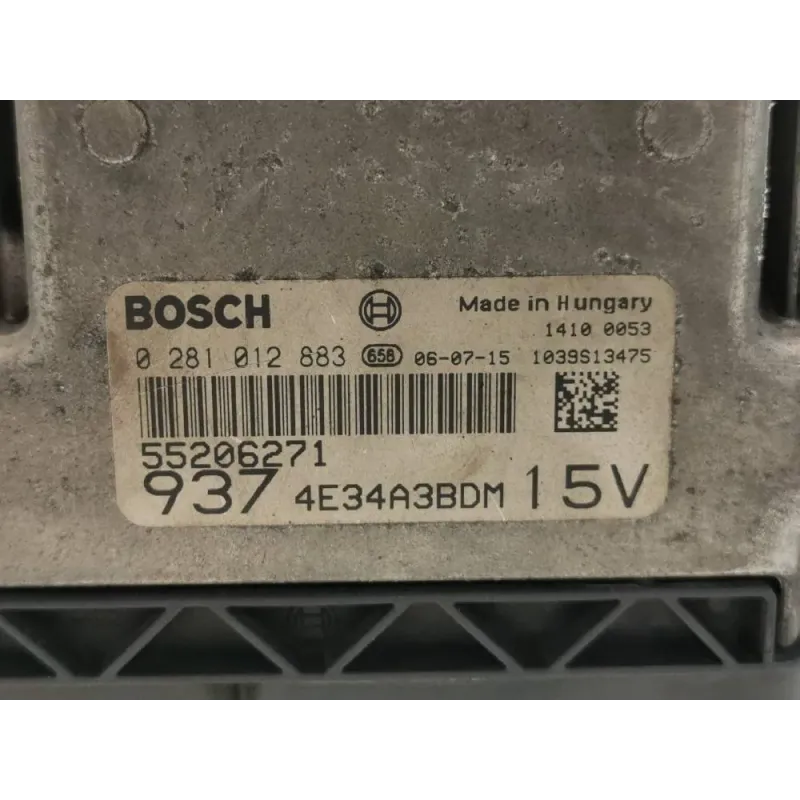 BOSCH Made in Hungary
1410 0053
0 281 012 883 658 06-07-15 1039S13475
55206271
937 4E34A3BDM 15V